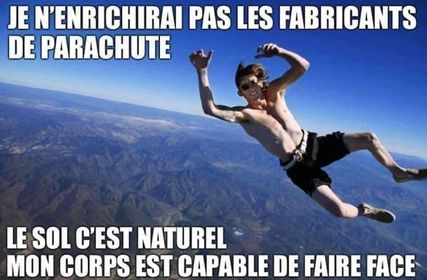 JE N'ENRICHIRAI PAS LES FABRICANTS
DE PARACHUTE
LE SOL C'EST NATUREL
MON CORPS EST CAPABLE DE FAIRE FACE